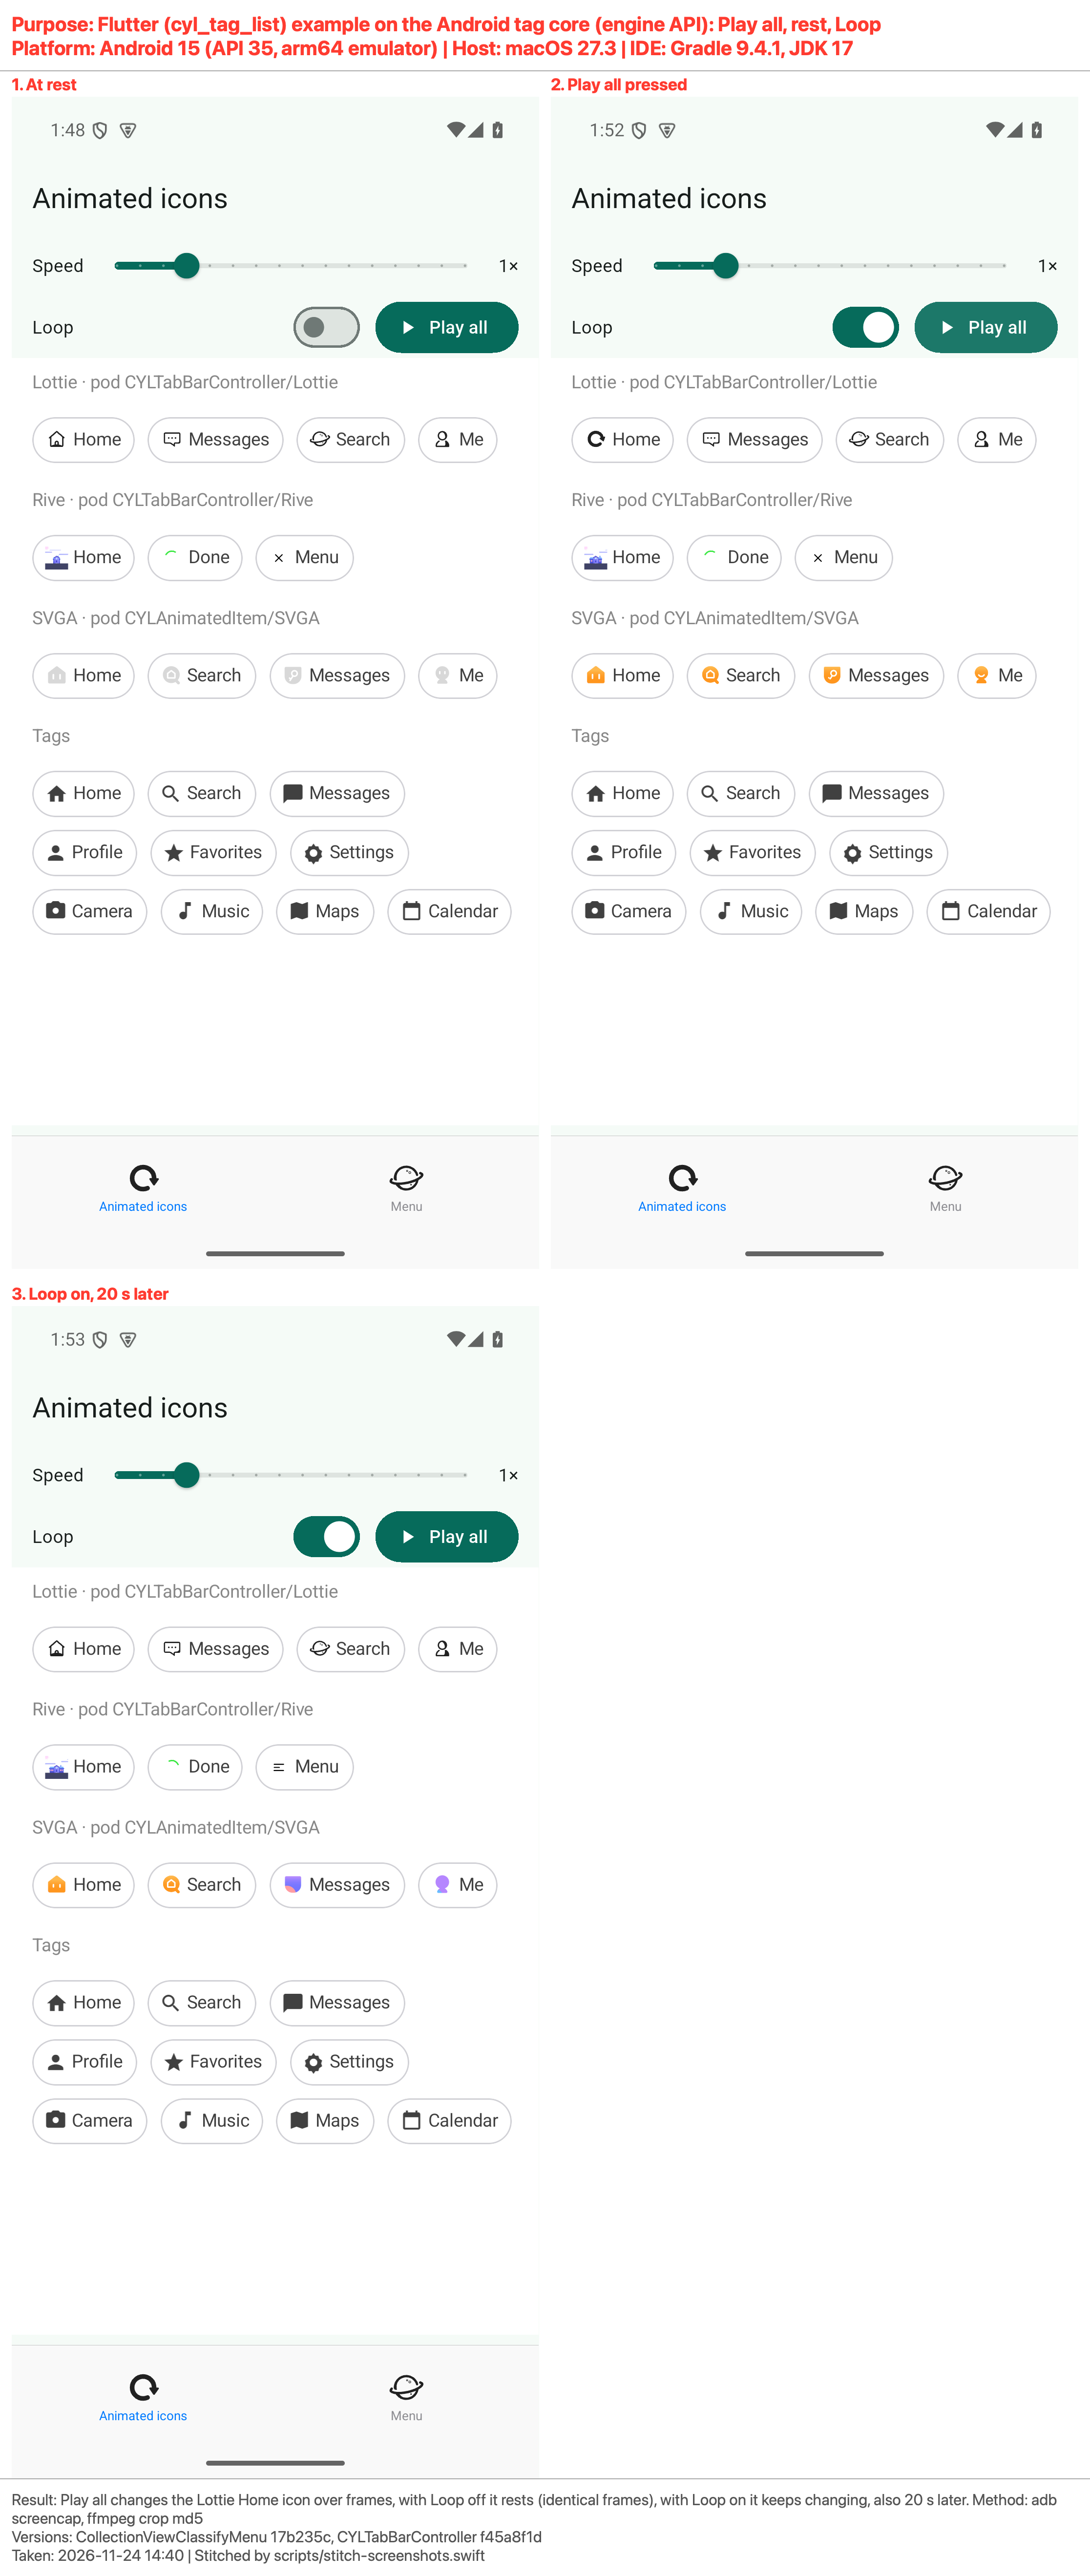 Purpose: Flutter (cyl_tag_list) example on the Android tag core (engine API): Play all, rest, Loop
Platform: Android 15 (API 35, arm64 emulator) | Host: macOS 27.3 | IDE: Gradle 9.4.1, JDK 17
1. At rest
1:48
Animated icons
Speed 1×
Loop Play all
Lottie · pod CYLTabBarController/Lottie
Home Messages Search Me
Rive · pod CYLTabBarController/Rive
Home Done Menu
SVGA · pod CYLAnimatedItem/SVGA
Home Search Messages Me
Tags
Home Search Messages
Profile Favorites Settings
Camera Music Maps Calendar
Animated icons Menu
2. Play all pressed
1:52
Animated icons
Speed 1×
Loop Play all
Lottie · pod CYLTabBarController/Lottie
Home Messages Search Me
Rive · pod CYLTabBarController/Rive
Home Done Menu
SVGA · pod CYLAnimatedItem/SVGA
Home Search Messages Me
Tags
Home Search Messages
Profile Favorites Settings
Camera Music Maps Calendar
Animated icons Menu
3. Loop on, 20 s later
1:53
Animated icons
Speed 1×
Loop Play all
Lottie · pod CYLTabBarController/Lottie
Home Messages Search Me
Rive · pod CYLTabBarController/Rive
Home Done Menu
SVGA · pod CYLAnimatedItem/SVGA
Home Search Messages Me
Tags
Home Search Messages
Profile Favorites Settings
Camera Music Maps Calendar
Animated icons Menu
Result: Play all changes the Lottie Home icon over frames, with Loop off it rests (identical frames), with Loop on it keeps changing, also 20 s later. Method: adb
screencap, ffmpeg crop md5
Versions: CollectionViewClassifyMenu 17b235c, CYLTabBarController f45a8f1d
Taken: 2026-11-24 14:40 | Stitched by scripts/stitch-screenshots.swift